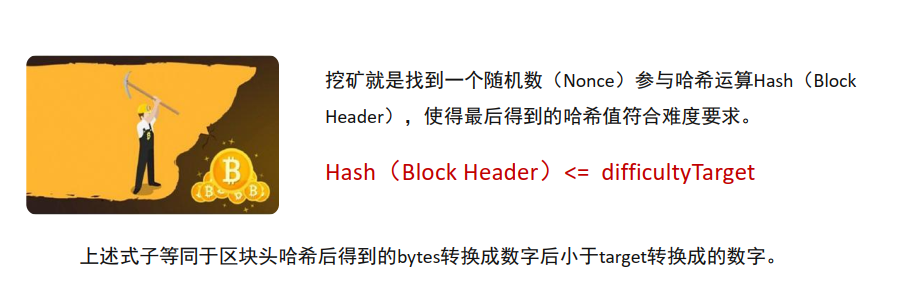 挖矿就是找到一个随机数（Nonce）参与哈希运算Hash（Block
Header），使得最后得到的哈希值符合难度要求。
Hash（Block Header）<= difficultyTarget
上述式子等同于区块头哈希后得到的bytes转换成数字后小于target转换成的数字。